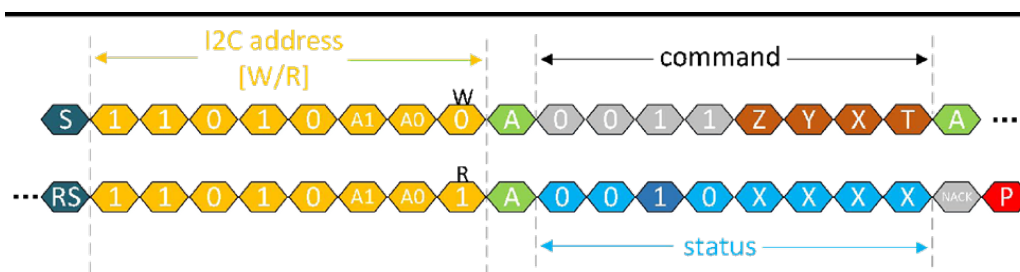 I2C address
[W/R]
command
W
S 1 1 0 1 0 A1 A0 0 A 0 0 1 1 Z Y X T A ...
R
... RS 1 1 0 1 0 A1 A0 1 A 0 0 1 0 X X X X NACK P
status